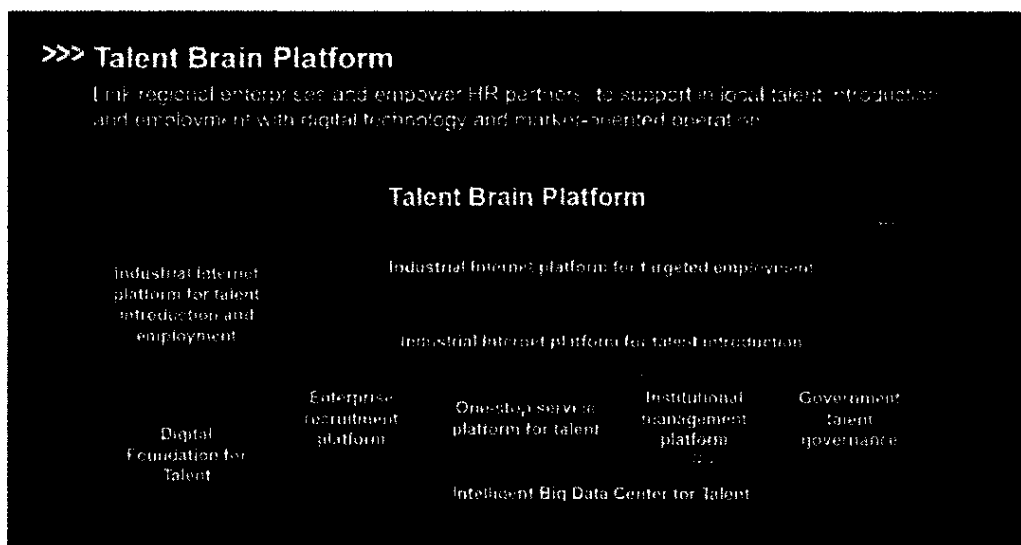 >>> Talent Brain Platform
Link regional enterprises and empower HR partners to support in local talent introduction
and employment with digital technology and market-oriented operation
Talent Brain Platform
Industrial Internet
platform for talent
introduction and
employment
Industrial Internet platform for targeted employment
Industrial Internet platform for talent introduction
Digital
Foundation for
Talent
Enterprise
recruitment
platform
One-stop service
platform for talent
Institutional
management
platform
Government
talent
governance
Intelligent Big Data Center for Talent